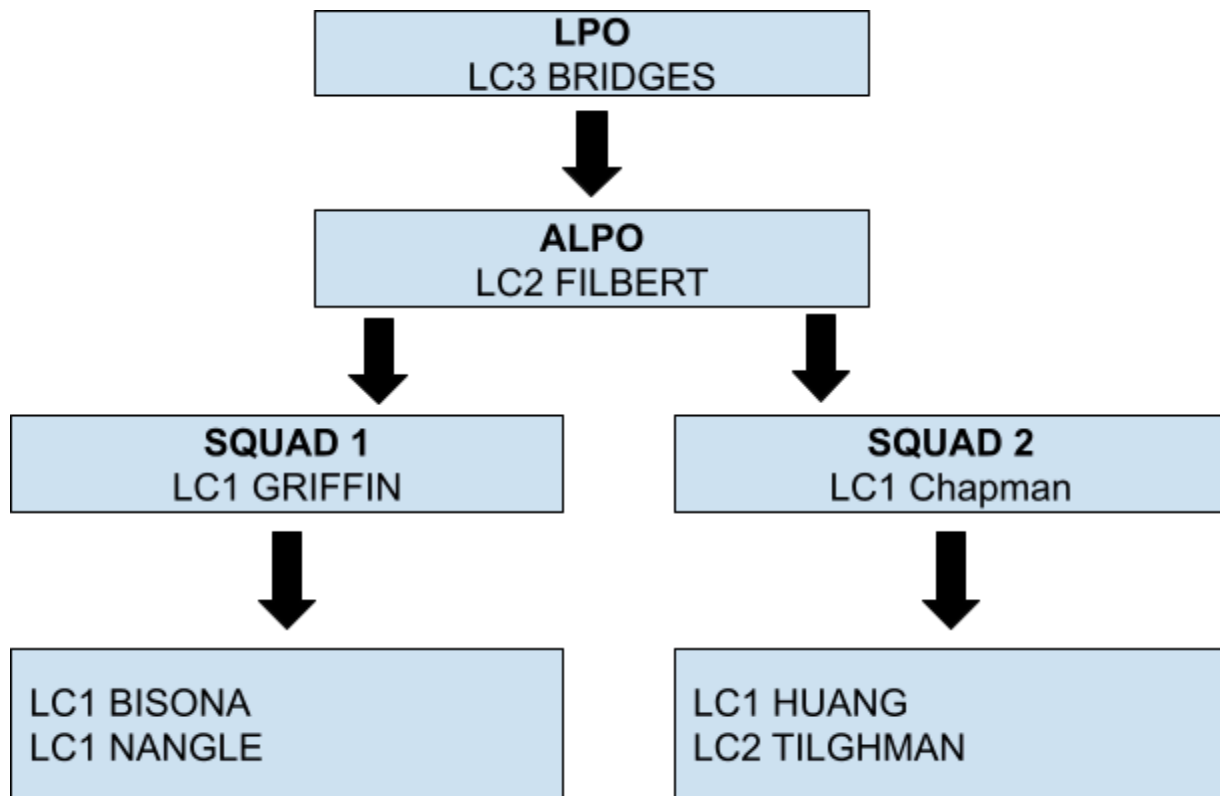 LPO
LC3 BRIDGES
ALPO
LC2 FILBERT
SQUAD 1
LC1 GRIFFIN
SQUAD 2
LC1 Chapman
LC1 BISONA
LC1 NANGLE
LC1 HUANG
LC2 TILGHMAN